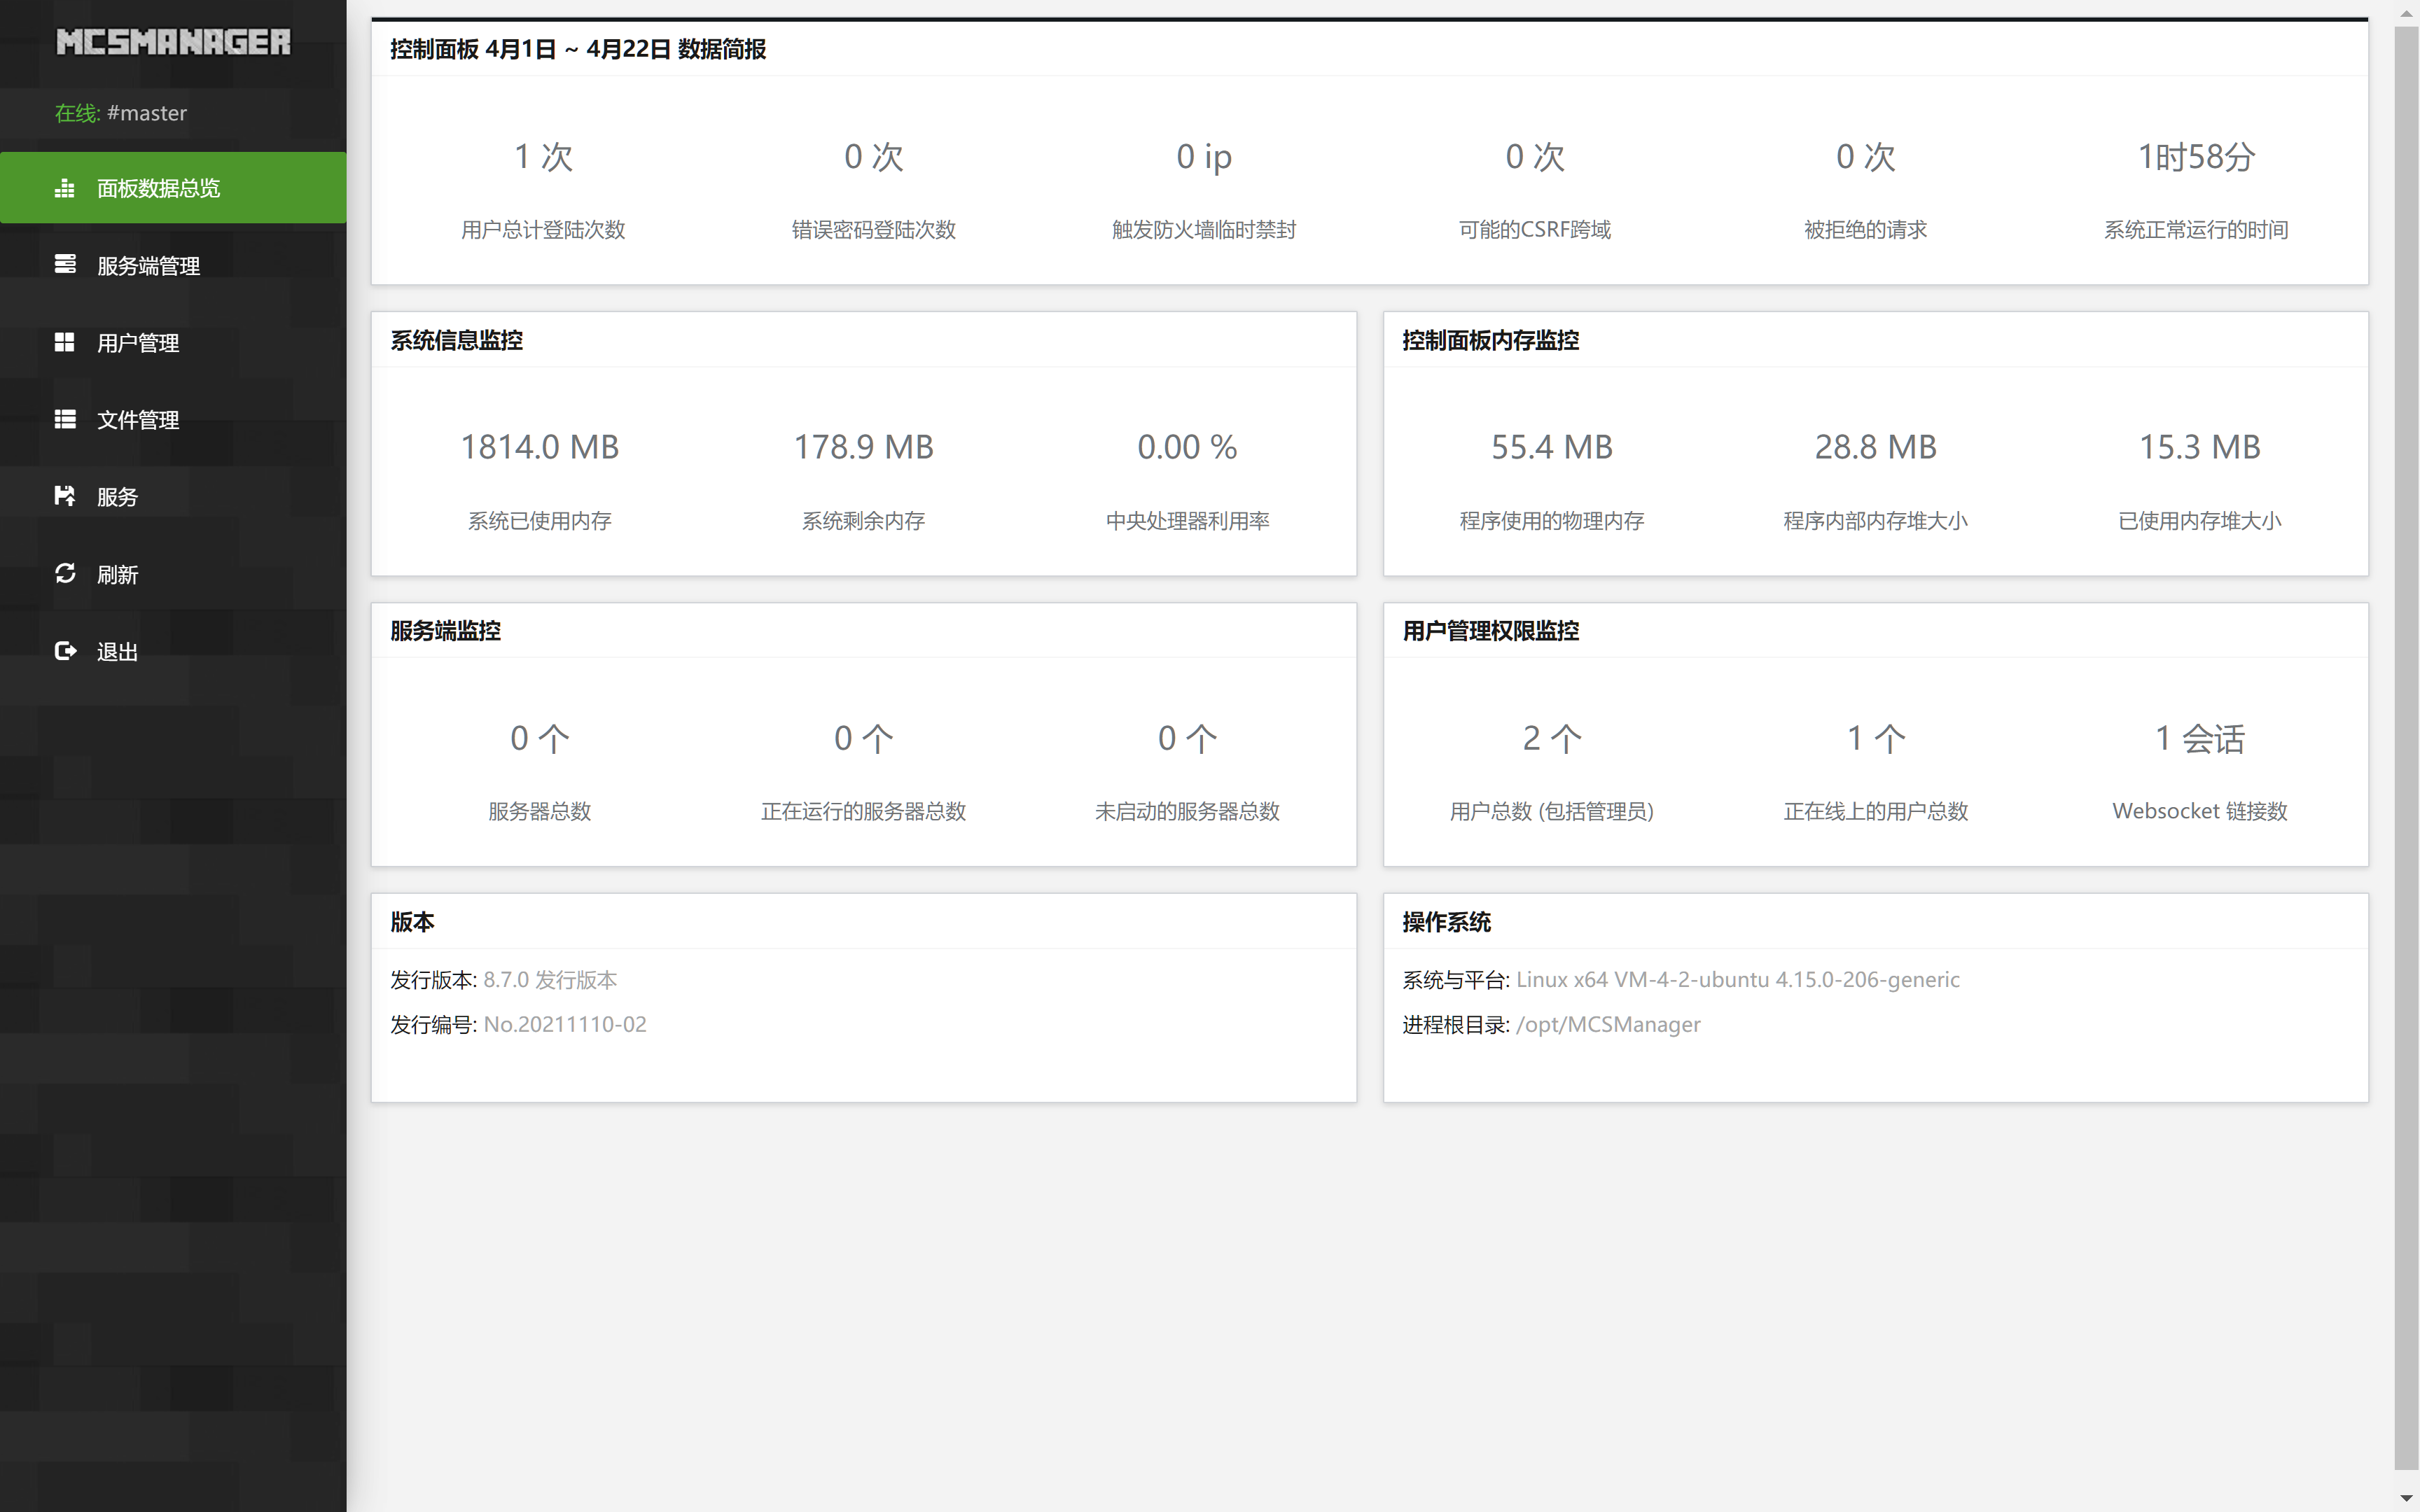 MCSMANAGER
在线: #master
面板数据总览
服务端管理
用户管理
文件管理
服务
刷新
退出
控制面板 4月1日 ~ 4月22日 数据简报
1 次
0 次
0 ip
0 次
0 次
1时58分
用户总计登陆次数
错误密码登陆次数
触发防火墙临时禁封
可能的CSRF跨域
被拒绝的请求
系统正常运行的时间
系统信息监控
1814.0 MB
178.9 MB
0.00 %
系统已使用内存
系统剩余内存
中央处理器利用率
控制面板内存监控
55.4 MB
28.8 MB
15.3 MB
程序使用的物理内存
程序内部内存堆大小
已使用内存堆大小
服务端监控
0 个
0 个
0 个
服务器总数
正在运行的服务器总数
未启动的服务器总数
用户管理权限监控
2 个
1 个
1 会话
用户总数 (包括管理员)
正在线上的用户总数
Websocket 链接数
版本
发行版本: 8.7.0 发行版本
发行编号: No.20211110-02
操作系统
系统与平台: Linux x64 VM-4-2-ubuntu 4.15.0-206-generic
进程根目录: /opt/MCSManager